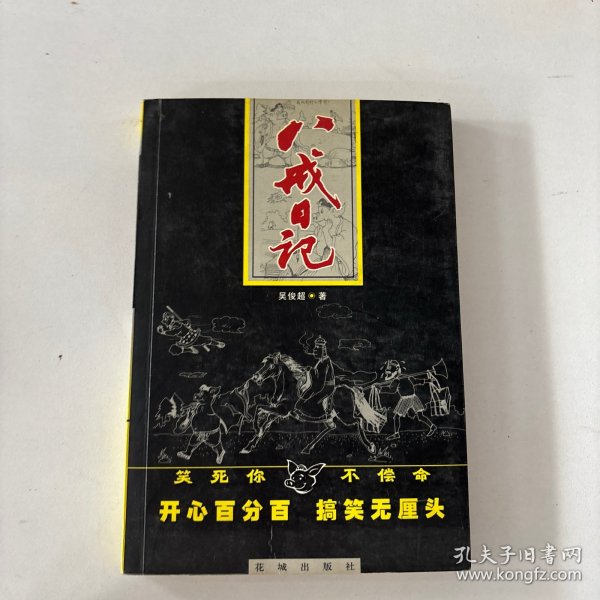 八戒日记
吴俊超 著
笑死你 不偿命
开心百分百 搞笑无厘头
花城出版社
孔夫子旧书网
www.kongfz.com